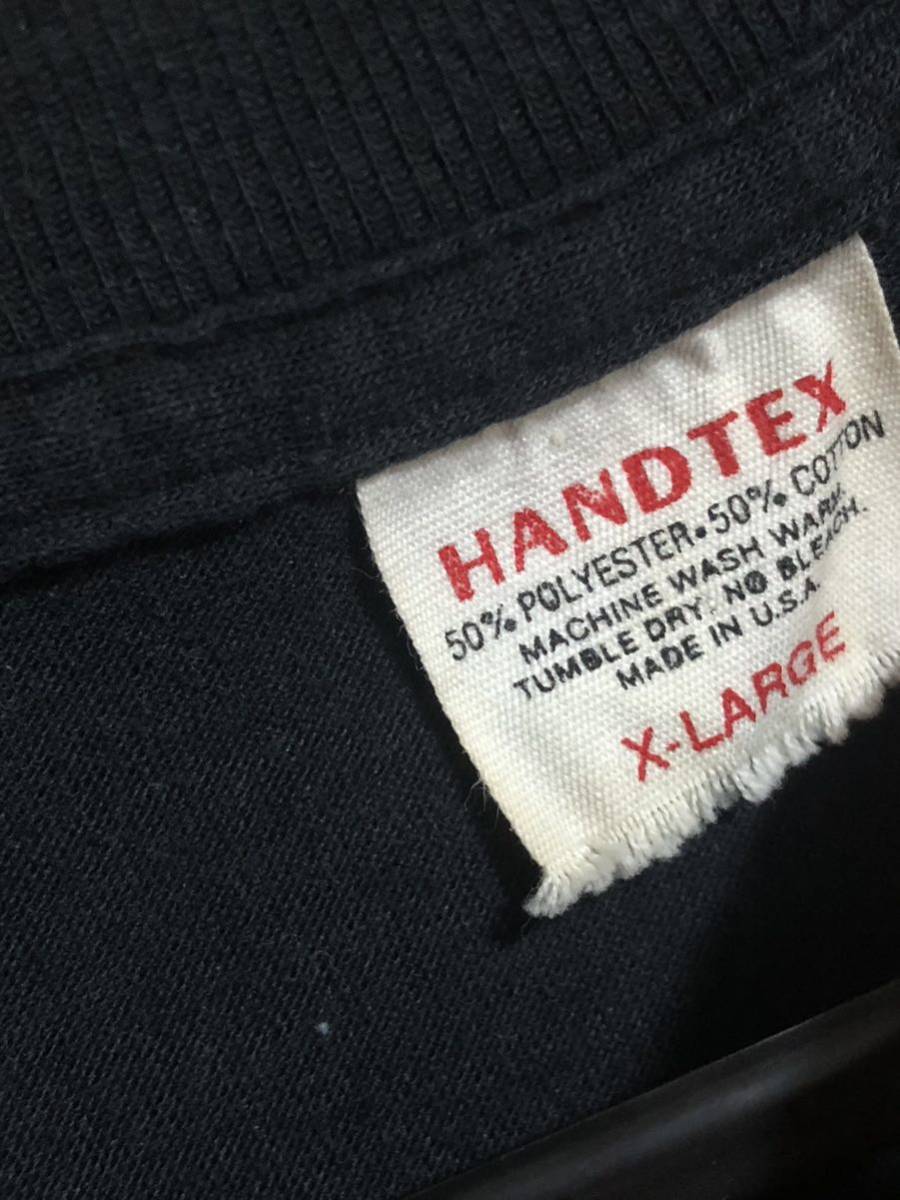 HANDTEX
50% POLYESTER•50% COTTON
MACHINE WASH WARM.
TUMBLE DRY. NO BLEACH.
MADE IN U.S.A.
X-LARGE